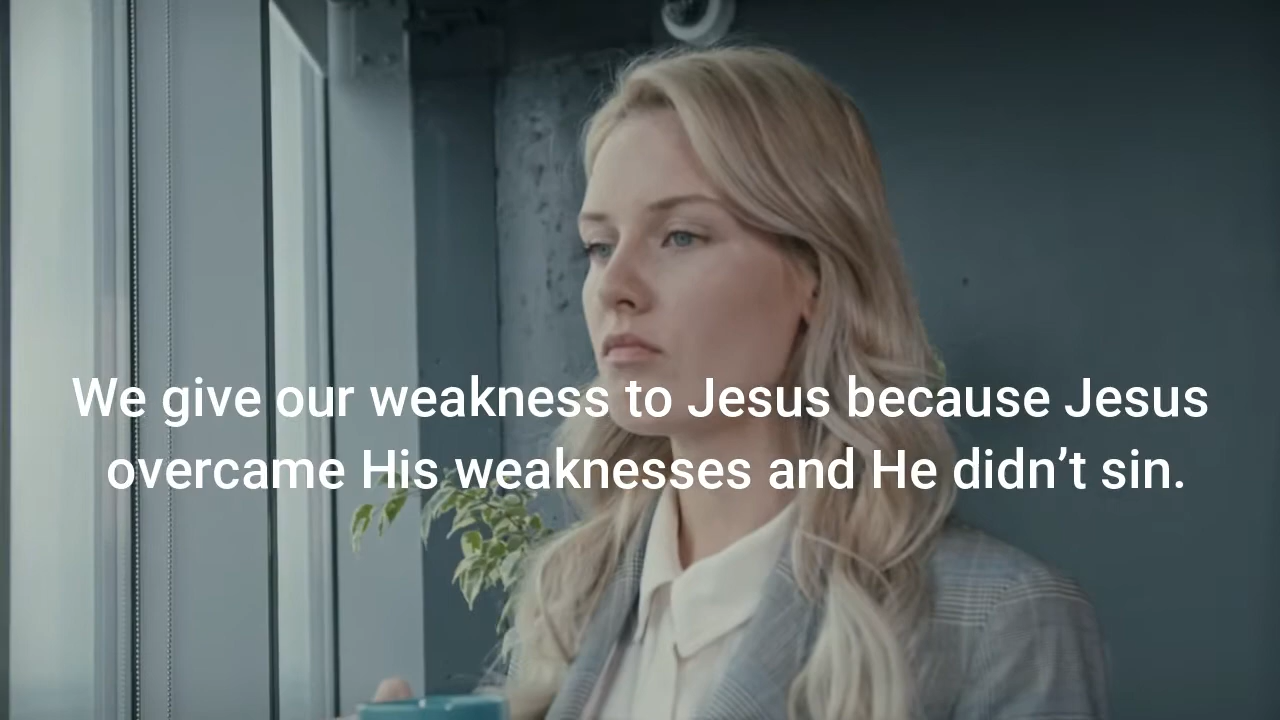 We give our weakness to Jesus because Jesus
overcame His weaknesses and He didn’t sin.